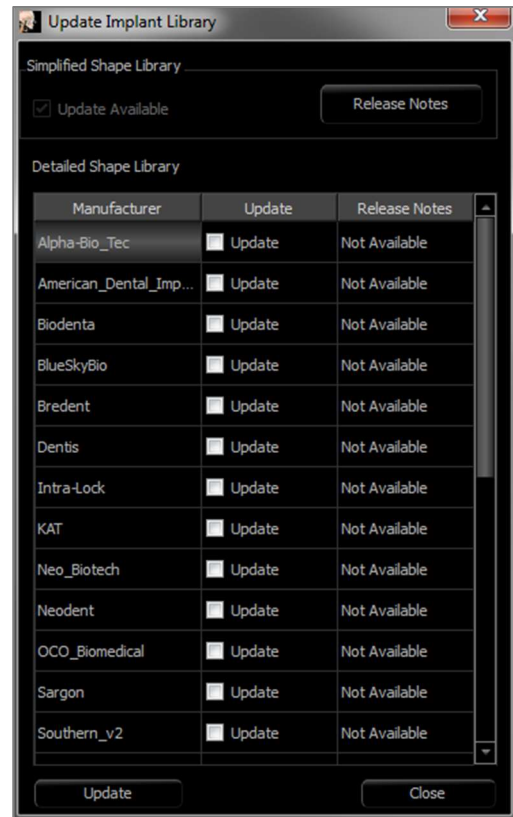 Update Implant Library
Simplified Shape Library
Update Available Release Notes
Detailed Shape Library
Manufacturer Update Release Notes
Alpha-Bio_Tec Update Not Available
American_Dental_Imp... Update Not Available
Biodenta Update Not Available
BlueSkyBio Update Not Available
Bredent Update Not Available
Dentis Update Not Available
Intra-Lock Update Not Available
KAT Update Not Available
Neo_Biotech Update Not Available
Neodent Update Not Available
OCO_Biomedical Update Not Available
Sargon Update Not Available
Southern_v2 Update Not Available
Update Close